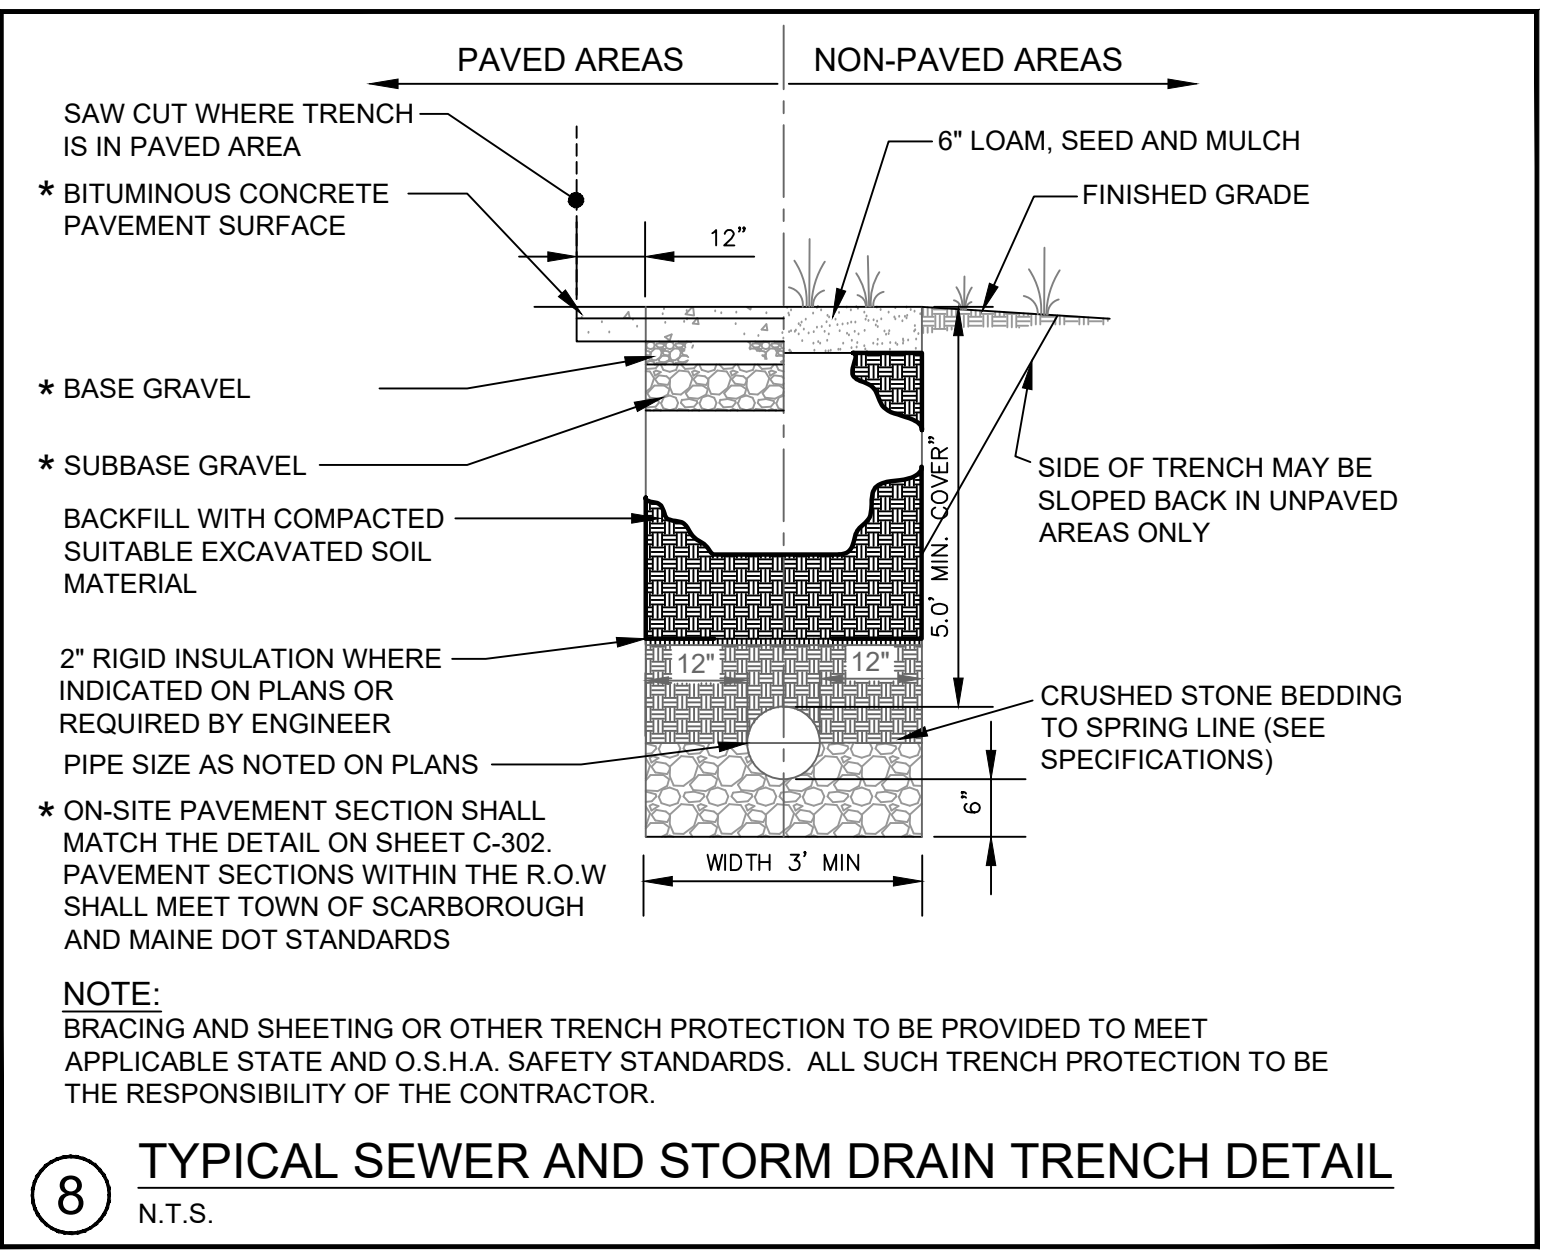 PAVED AREAS
NON-PAVED AREAS
SAW CUT WHERE TRENCH
IS IN PAVED AREA
* BITUMINOUS CONCRETE
PAVEMENT SURFACE
12"
6" LOAM, SEED AND MULCH
FINISHED GRADE
* BASE GRAVEL
* SUBBASE GRAVEL
BACKFILL WITH COMPACTED
SUITABLE EXCAVATED SOIL
MATERIAL
5.0' MIN. COVER"
SIDE OF TRENCH MAY BE
SLOPED BACK IN UNPAVED
AREAS ONLY
2" RIGID INSULATION WHERE
INDICATED ON PLANS OR
REQUIRED BY ENGINEER
12"
12"
CRUSHED STONE BEDDING
TO SPRING LINE (SEE
SPECIFICATIONS)
PIPE SIZE AS NOTED ON PLANS
6"
WIDTH 3' MIN
* ON-SITE PAVEMENT SECTION SHALL
MATCH THE DETAIL ON SHEET C-302.
PAVEMENT SECTIONS WITHIN THE R.O.W
SHALL MEET TOWN OF SCARBOROUGH
AND MAINE DOT STANDARDS
NOTE:
BRACING AND SHEETING OR OTHER TRENCH PROTECTION TO BE PROVIDED TO MEET
APPLICABLE STATE AND O.S.H.A. SAFETY STANDARDS.  ALL SUCH TRENCH PROTECTION TO BE
THE RESPONSIBILITY OF THE CONTRACTOR.
8
TYPICAL SEWER AND STORM DRAIN TRENCH DETAIL
N.T.S.